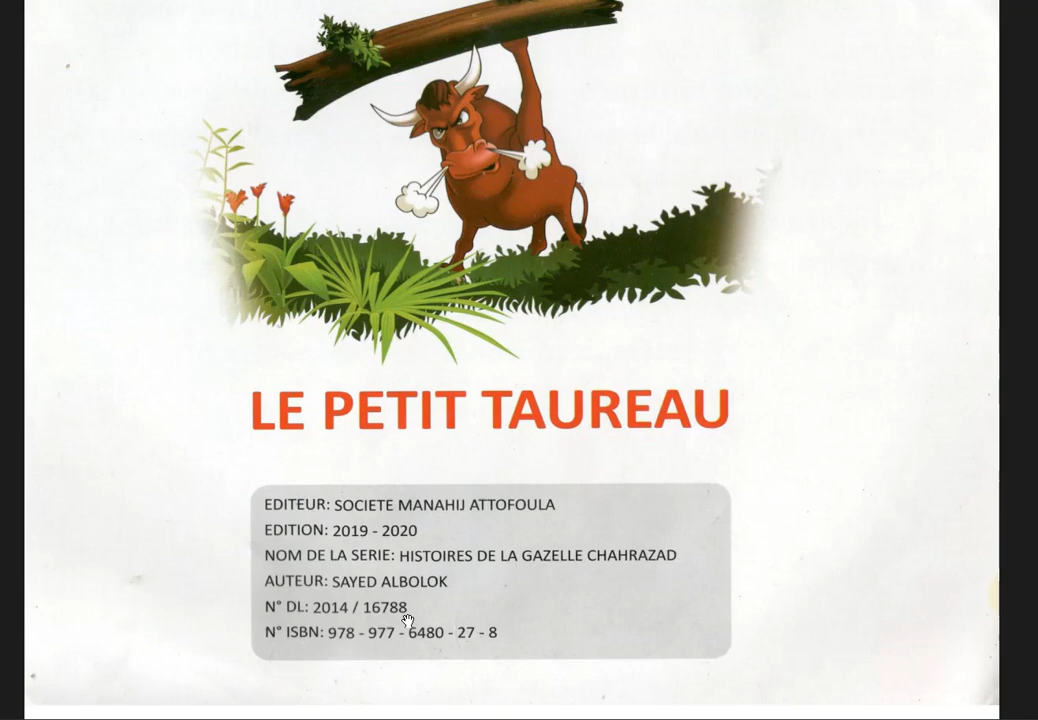 LE PETIT TAUREAU
EDITEUR: SOCIETE MANAHIJ ATTOFOULA
EDITION: 2019 - 2020
NOM DE LA SERIE: HISTOIRES DE LA GAZELLE CHAHRAZAD
AUTEUR: SAYED ALBOLOK
N° DL: 2014 / 16788
N° ISBN: 978 - 977 - 6480 - 27 - 8